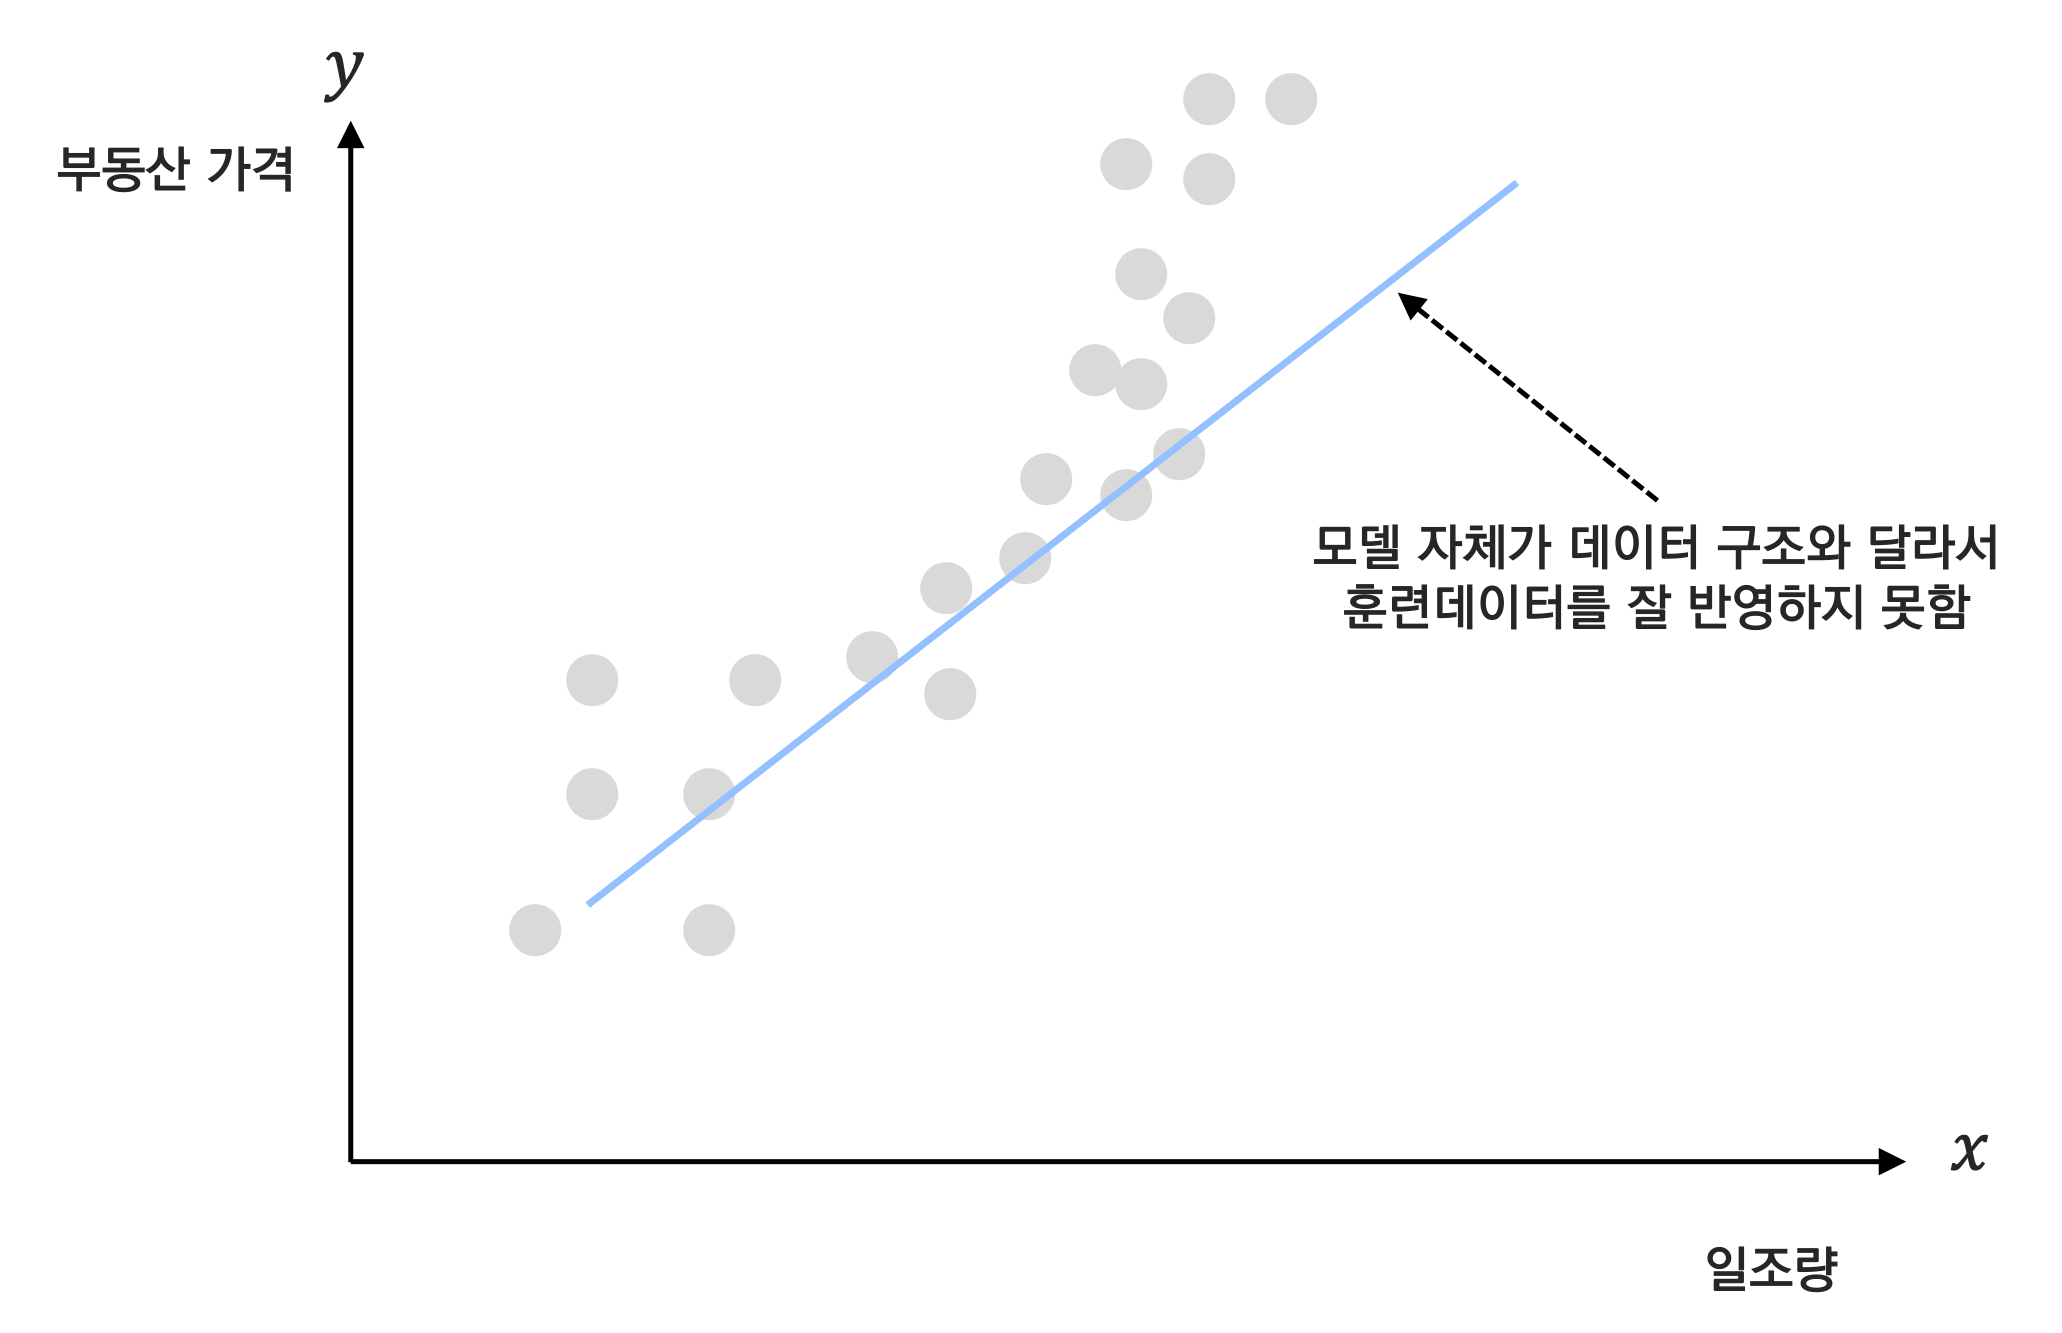 y
부동산 가격
모델 자체가 데이터 구조와 달라서
훈련데이터를 잘 반영하지 못함
x
일조량